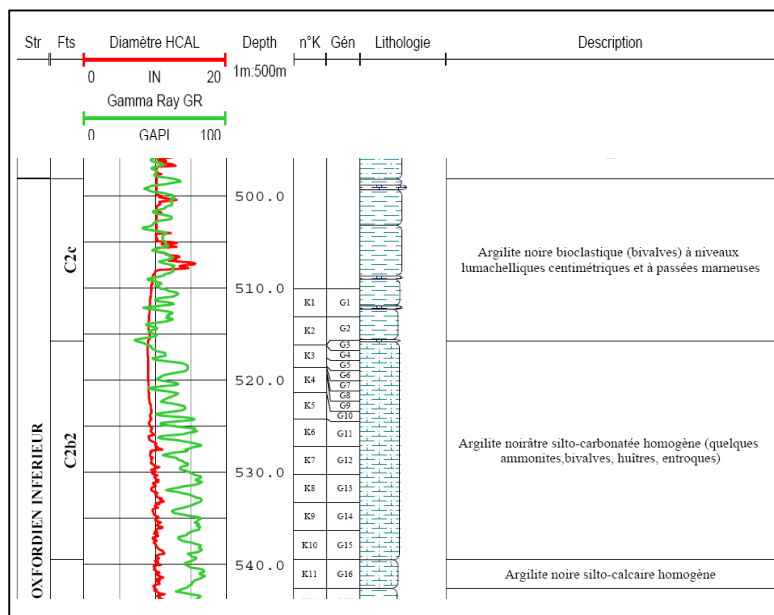 Str Fts Diamètre HCAL Depth n°K Gén Lithologie Description
0 IN 20 1m:500m
Gamma Ray GR
0 GAPI 100
OXFORDIEN INFERIEUR
C2c
C2b2
500.0
510.0
520.0
530.0
540.0
K1 G1
K2 G2
G3
K3 G4
G5
G6
K4 G7
G8
K5 G9
G10
K6 G11
K7 G12
K8 G13
K9 G14
K10 G15
K11 G16
Argilite noire bioclastique (bivalves) à niveaux
lumachelliques centimétriques et à passées marneuses
Argilite noirâtre silto-carbonatée homogène (quelques
ammonites,bivalves, huîtres, entroques)
Argilite noire silto-calcaire homogène